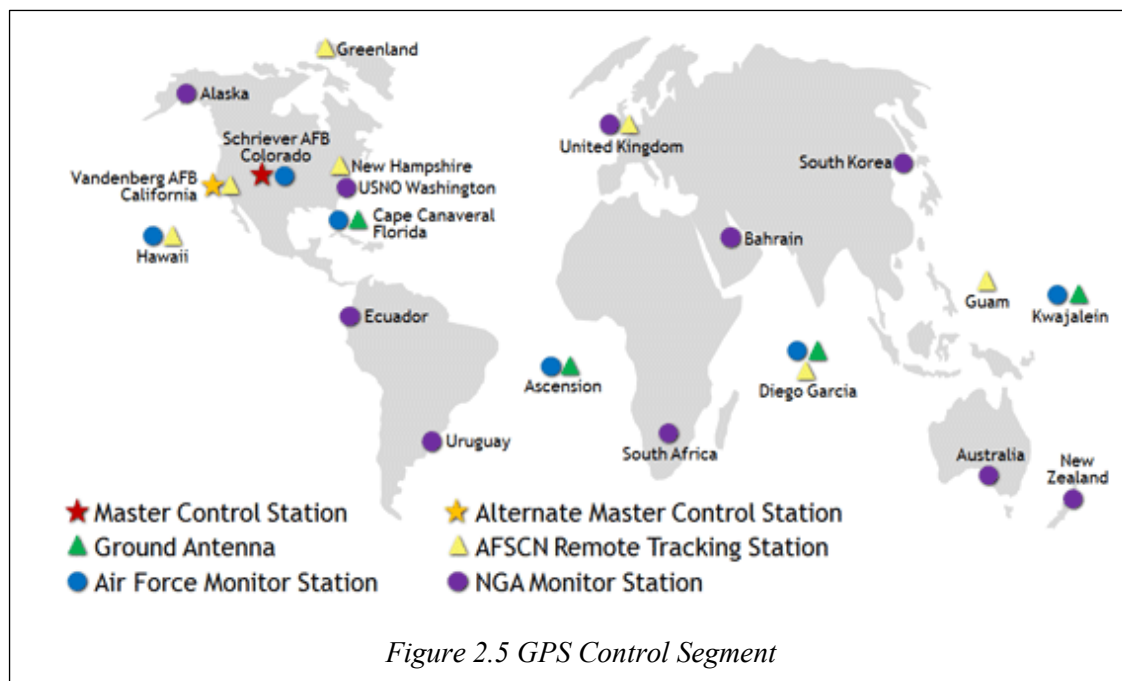 Greenland
Alaska
Schriever AFB
Colorado
United Kingdom
South Korea
New Hampshire
Vandenberg AFB
California
USNO Washington
Cape Canaveral
Florida
Bahrain
Hawaii
Guam
Kwajalein
Ecuador
Ascension
Diego Garcia
Uruguay
South Africa
Australia
New
Zealand
Master Control Station
Alternate Master Control Station
Ground Antenna
AFSCN Remote Tracking Station
Air Force Monitor Station
NGA Monitor Station
Figure 2.5 GPS Control Segment